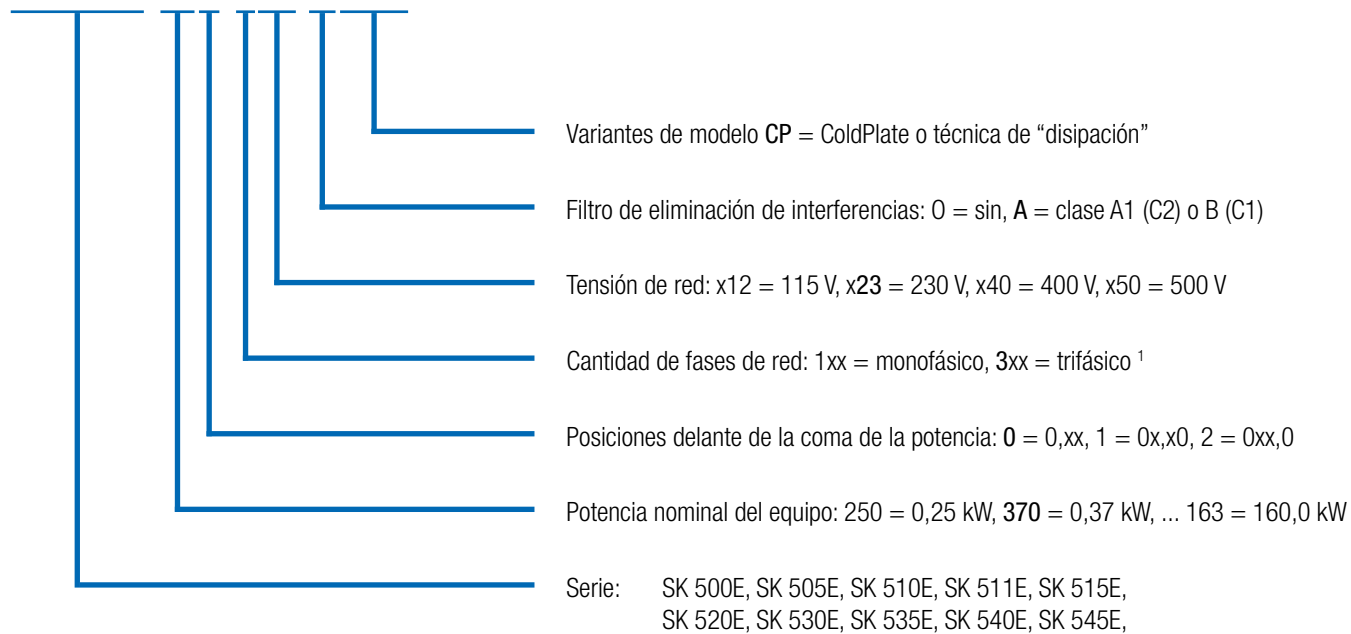 Variantes de modelo CP = ColdPlate o técnica de “disipación”
Filtro de eliminación de interferencias: O = sin, A = clase A1 (C2) o B (C1)
Tensión de red: x12 = 115 V, x23 = 230 V, x40 = 400 V, x50 = 500 V
Cantidad de fases de red: 1xx = monofásico, 3xx = trifásico ¹
Posiciones delante de la coma de la potencia: 0 = 0,xx, 1 = 0x,x0, 2 = 0xx,0
Potencia nominal del equipo: 250 = 0,25 kW, 370 = 0,37 kW, ... 163 = 160,0 kW
Serie: SK 500E, SK 505E, SK 510E, SK 511E, SK 515E,
SK 520E, SK 530E, SK 535E, SK 540E, SK 545E,